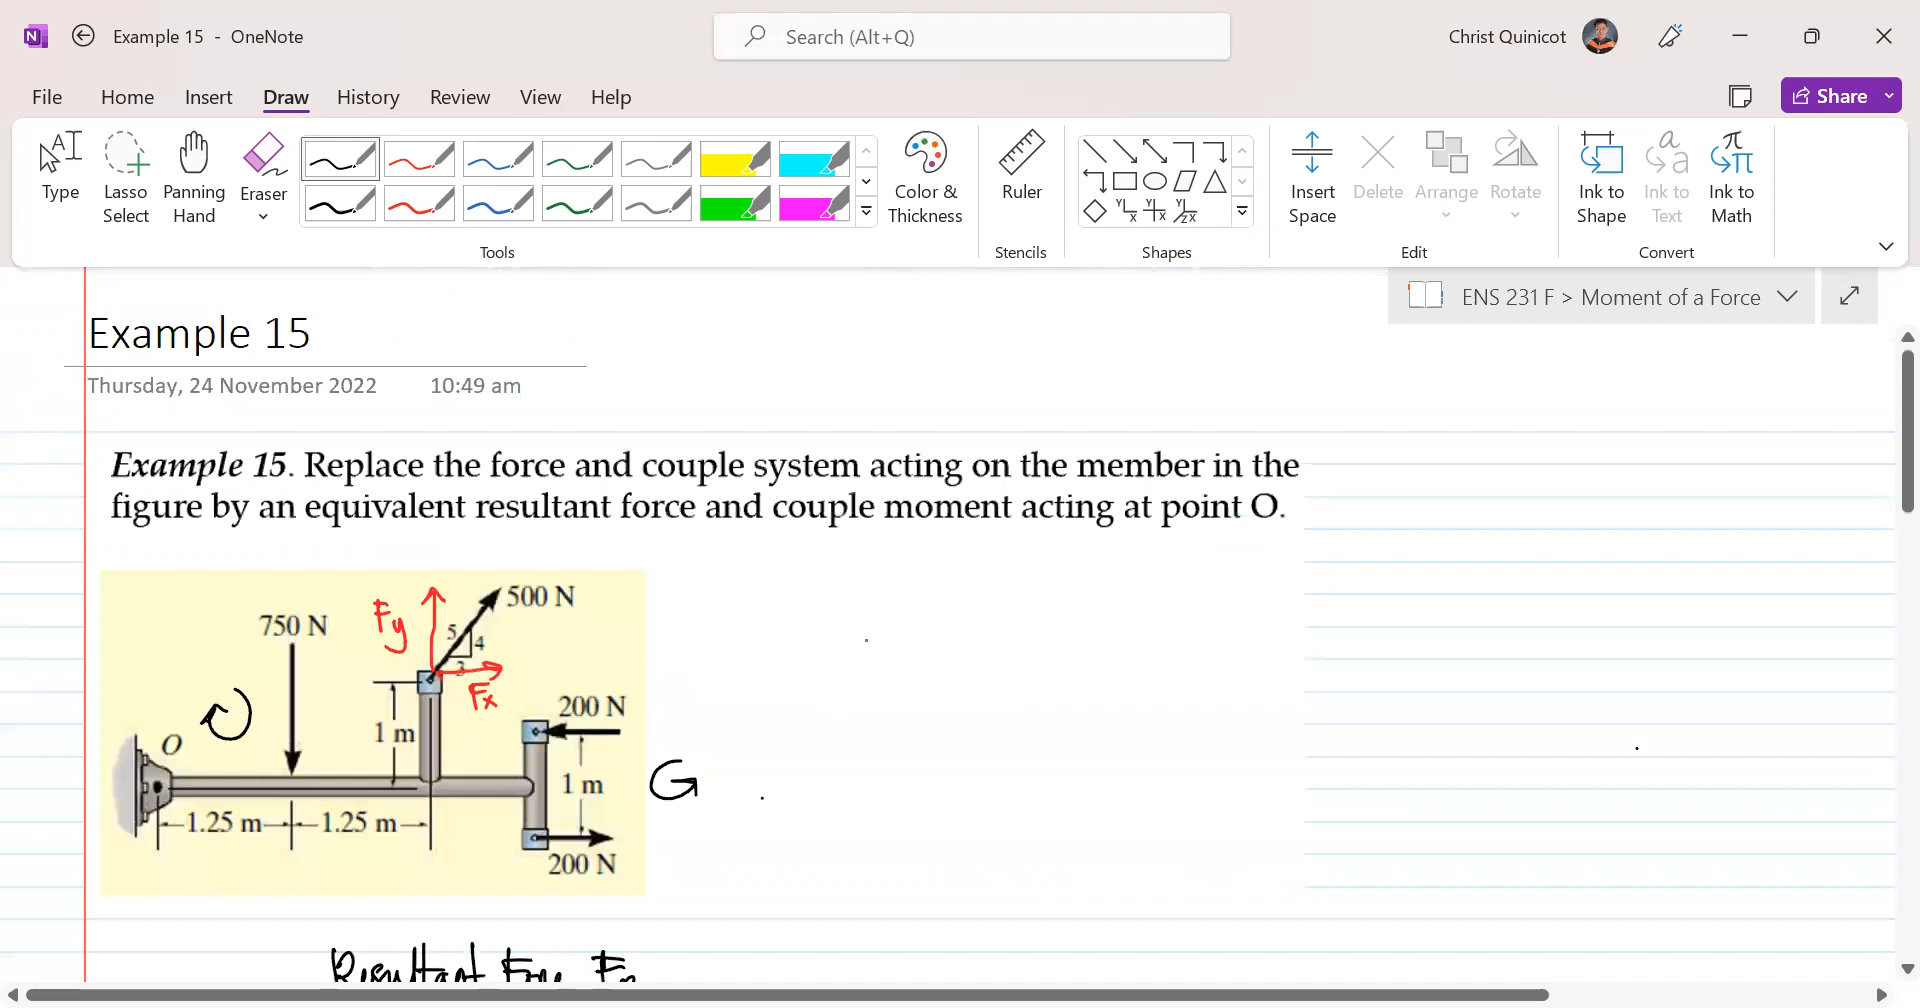 Example 15 - OneNote
Search (Alt+Q)
Christ Quinicot
File Home Insert Draw History Review View Help
Share
Type
Lasso Select
Panning Hand
Eraser
Color & Thickness
Ruler
Insert Space
Delete
Arrange
Rotate
Ink to Shape
Ink to Text
Ink to Math
Tools
Stencils
Shapes
Edit
Convert
ENS 231 F > Moment of a Force
Example 15
Thursday, 24 November 2022 10:49 am
Example 15. Replace the force and couple system acting on the member in the
figure by an equivalent resultant force and couple moment acting at point O.
500 N
Fy
750 N
5
4
3
Fx
200 N
1 m
O
1 m
1.25 m
1.25 m
200 N
Resultant Force